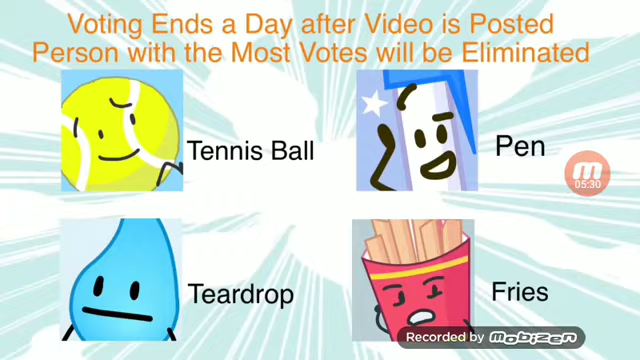 Voting Ends a Day after Video is Posted
Person with the Most Votes will be Eliminated
Tennis Ball
Pen
05:30
Teardrop
Fries
Recorded by mobizen